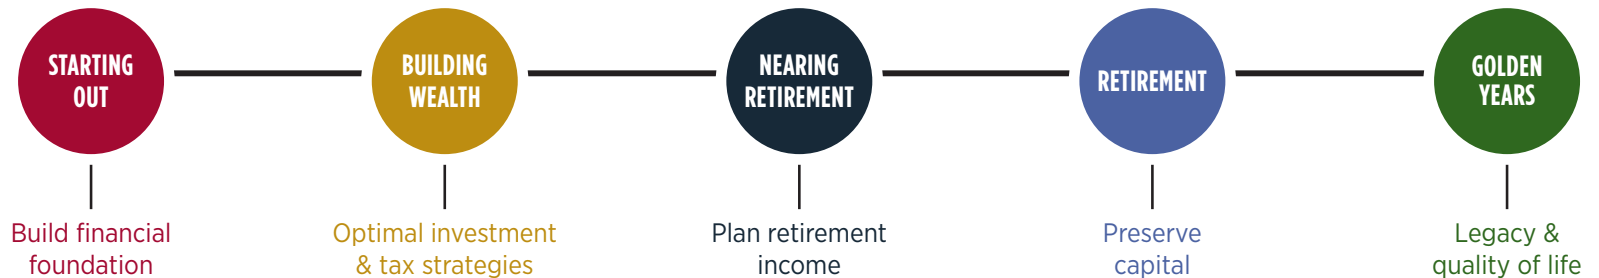 STARTING
OUT
BUILDING
WEALTH
NEARING
RETIREMENT
RETIREMENT
GOLDEN
YEARS
Build financial
foundation
Optimal investment
& tax strategies
Plan retirement
income
Preserve
capital
Legacy &
quality of life